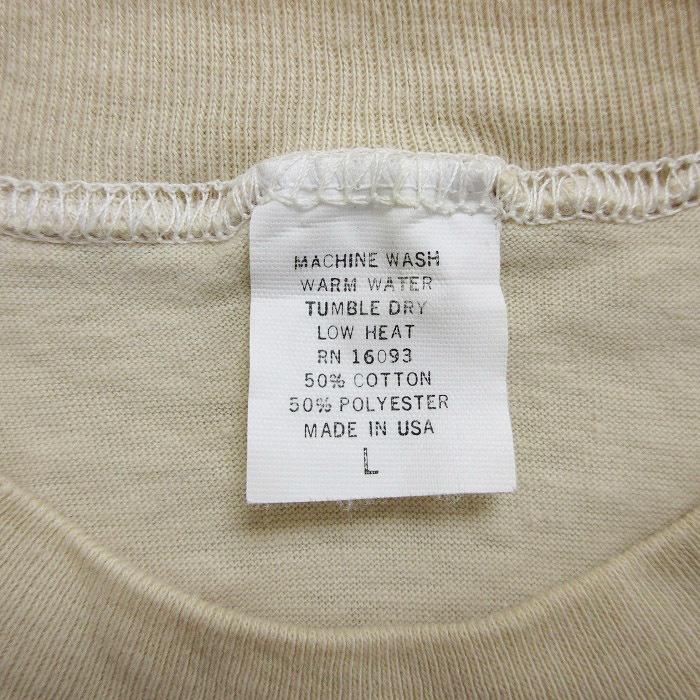 MACHINE WASH
WARM WATER
TUMBLE DRY
LOW HEAT
RN 16093
50% COTTON
50% POLYESTER
MADE IN USA
L